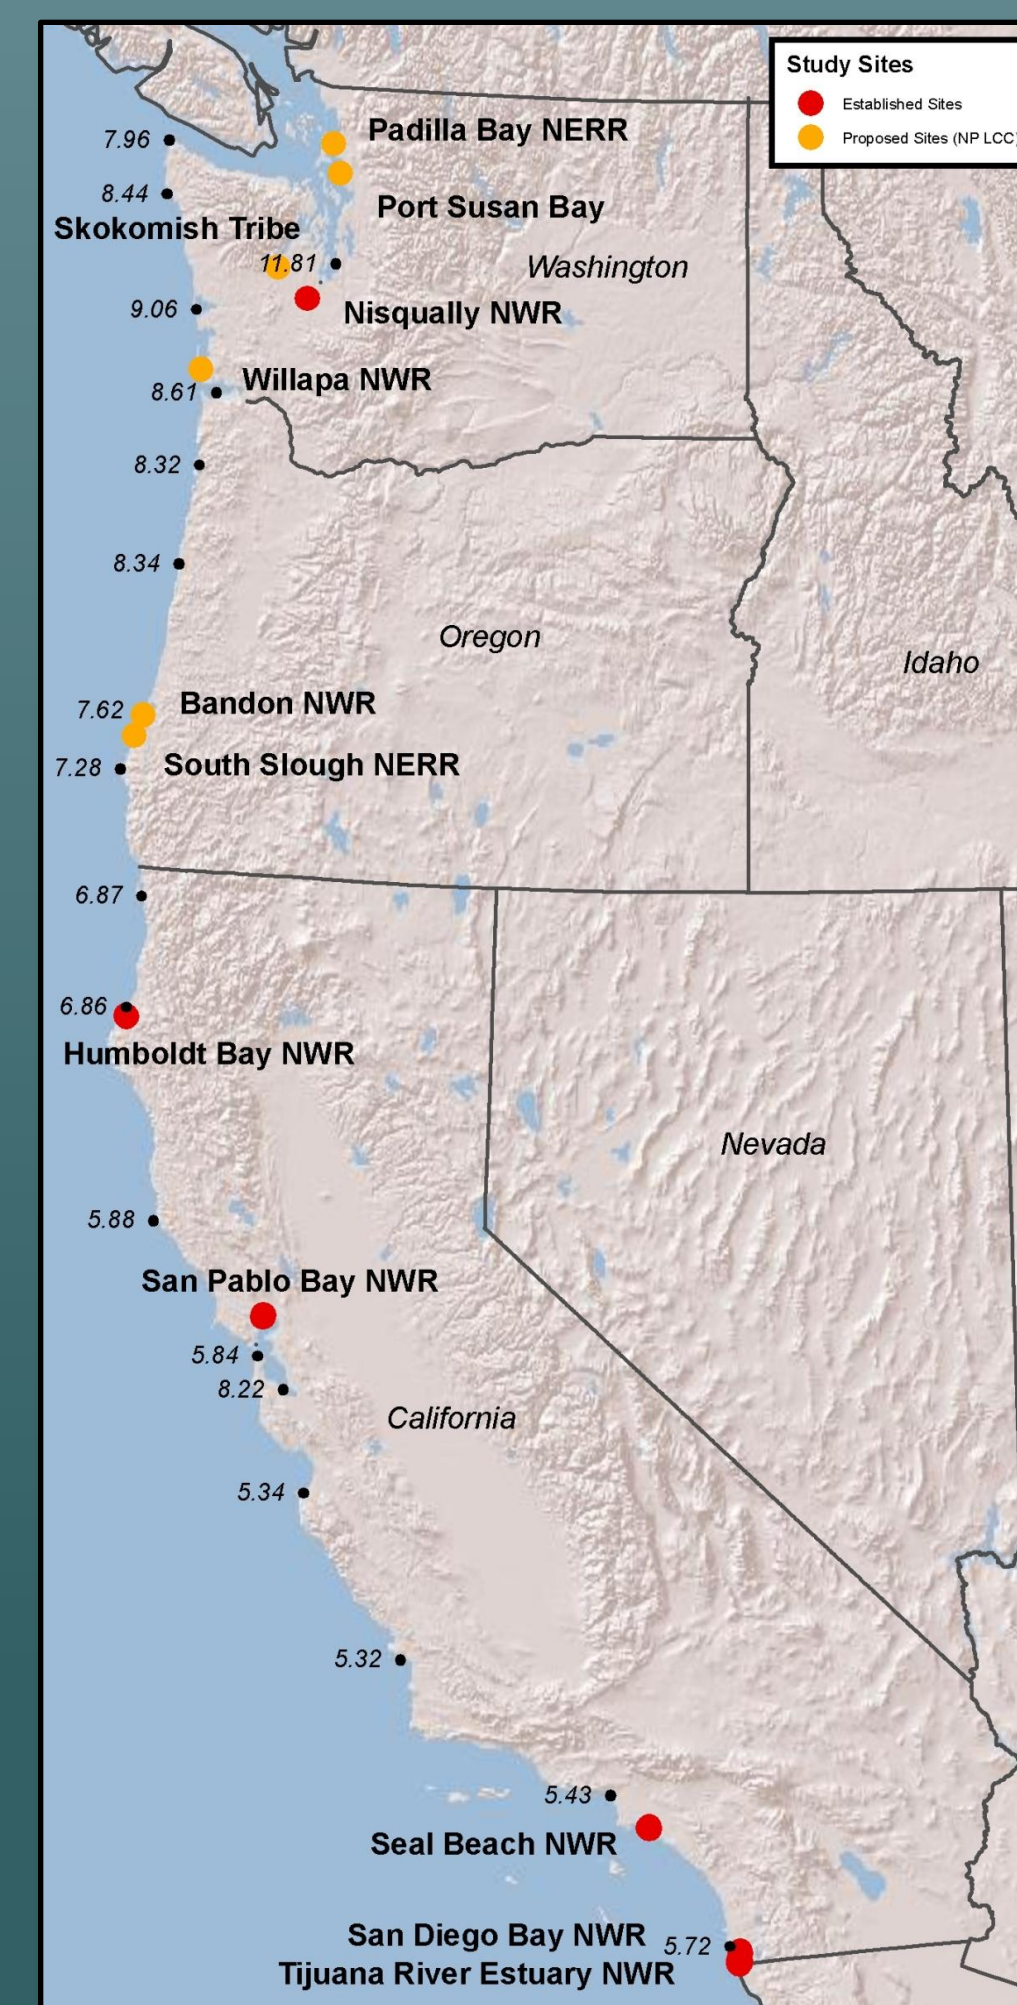 Study Sites
Established Sites
Proposed Sites (NP LCC)
7.96
Padilla Bay NERR
8.44
Port Susan Bay
Skokomish Tribe
11.81
Washington
9.06
Nisqually NWR
Willapa NWR
8.61
8.32
8.34
Oregon
Idaho
7.62
Bandon NWR
7.28
South Slough NERR
6.87
6.86
Humboldt Bay NWR
Nevada
5.88
San Pablo Bay NWR
5.84
8.22
California
5.34
5.32
5.43
Seal Beach NWR
San Diego Bay NWR
5.72
Tijuana River Estuary NWR